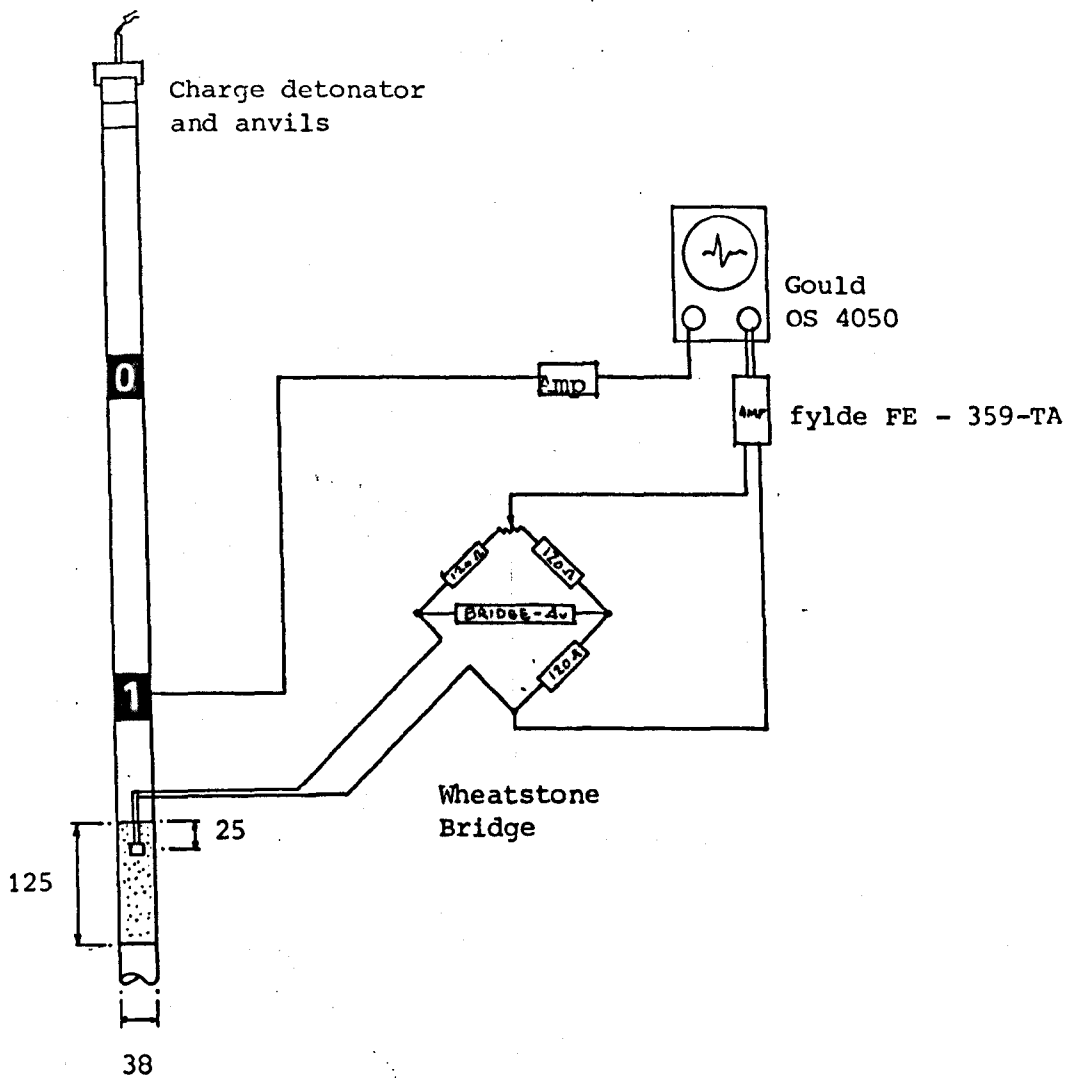 Charge detonator
and anvils
Gould
OS 4050
0
Amp
AMP
fylde FE - 359-TA
120Ω
120Ω
BRIDGE-4v
120Ω
1
Wheatstone
Bridge
25
125
38